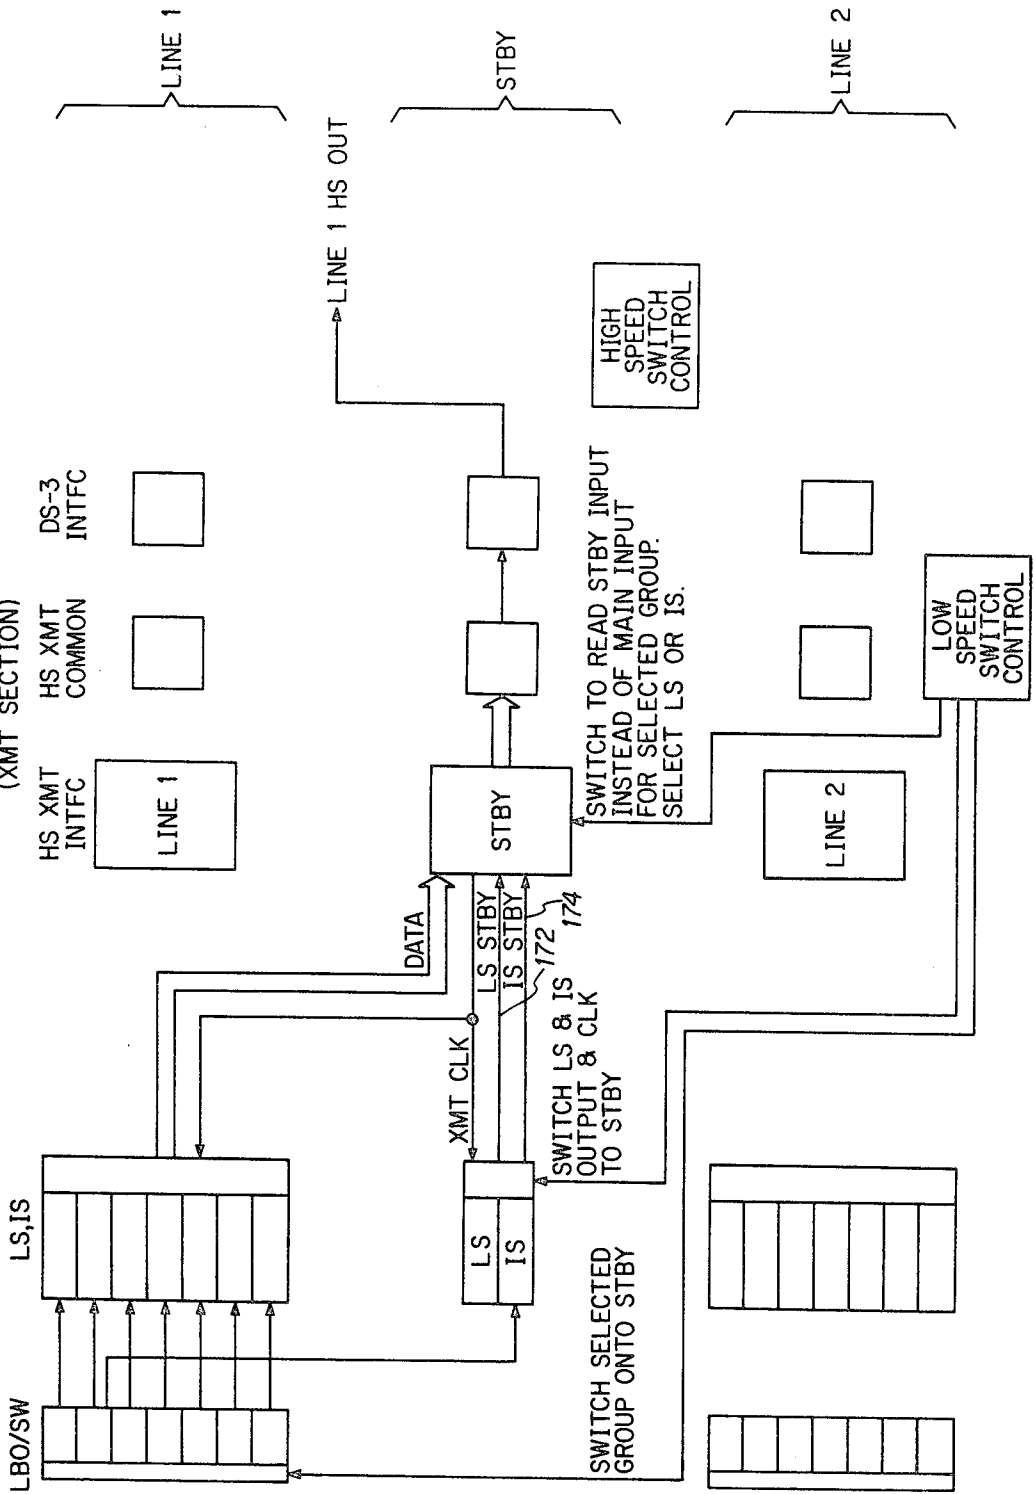 (XMT SECTION)
LBO/SW
LS,IS
HS XMT
INTFC
HS XMT
COMMON
DS-3
INTFC
LINE 1
LINE 1
DATA
LINE 1 HS OUT
XMT CLK
LS
IS
LS STBY
IS STBY
172
174
STBY
STBY
SWITCH LS & IS
OUTPUT & CLK
TO STBY
SWITCH TO READ STBY INPUT
INSTEAD OF MAIN INPUT
FOR SELECTED GROUP.
SELECT LS OR IS.
HIGH
SPEED
SWITCH
CONTROL
SWITCH SELECTED
GROUP ONTO STBY
LINE 2
LINE 2
LOW
SPEED
SWITCH
CONTROL